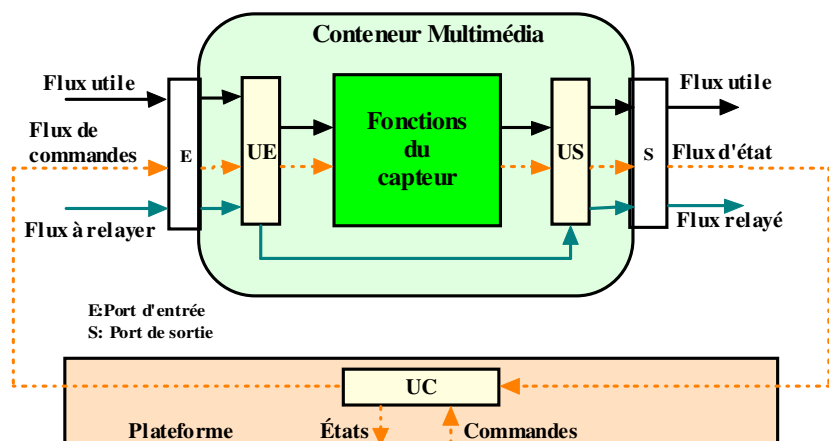 Conteneur Multimédia
Flux utile
Flux utile
Flux de
commandes
E
UE
Fonctions
du
capteur
US
S
Flux d'état
Flux à relayer
Flux relayé
E:Port d'entrée
S: Port de sortie
UC
Plateforme
États
Commandes